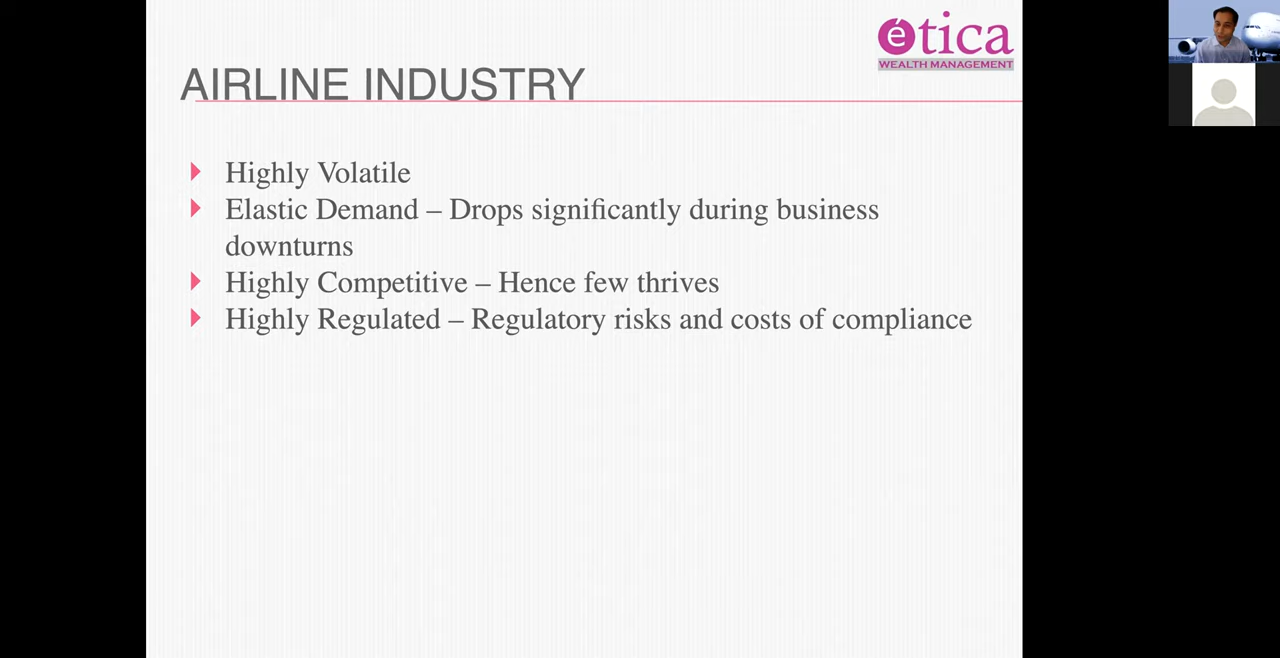 ética
WEALTH MANAGEMENT
AIRLINE INDUSTRY
Highly Volatile
Elastic Demand – Drops significantly during business
downturns
Highly Competitive – Hence few thrives
Highly Regulated – Regulatory risks and costs of compliance